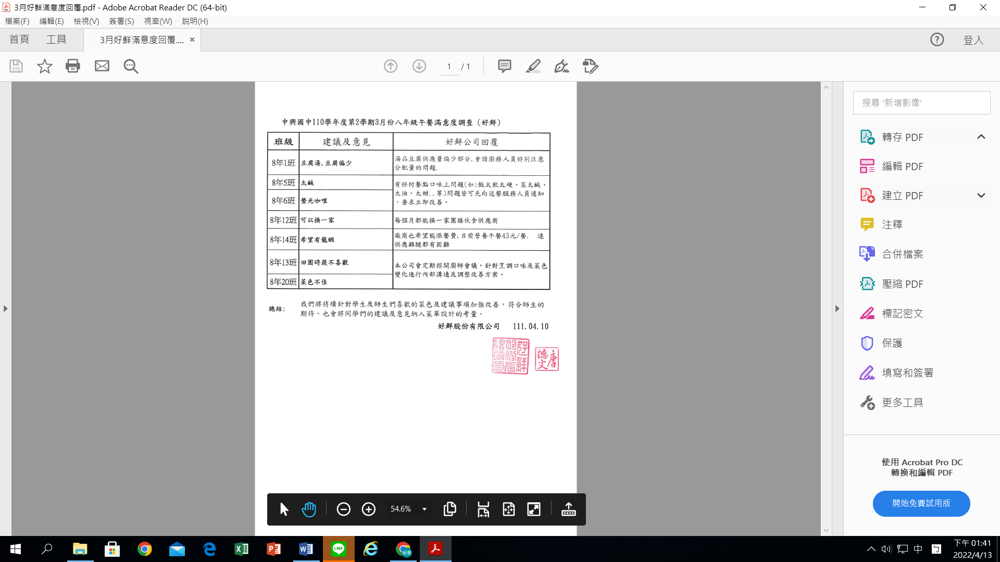 3月好鮮滿意度回覆.pdf - Adobe Acrobat Reader DC (64-bit)
檔案(F) 編輯(E) 檢視(V) 簽署(S) 視窗(W) 說明(H)
首頁 工具 3月好鮮滿意度回覆.... × 登入
1 / 1
搜尋 '新增影像'
轉存 PDF
編輯 PDF
建立 PDF
注釋
合併檔案
壓縮 PDF
標記密文
保護
填寫和簽署
更多工具
使用 Acrobat Pro DC
轉換和編輯 PDF
開始免費試用版
中興國中110學年度第2學期3月份八年級午餐滿意度調查（好鮮）
班級 建議及意見 好鮮公司回覆
8年1班 豆腐湯,豆腐偏少 湯品豆腐供應量偏少部分,會請廚務人員特別注意
分配量的問題.
8年5班 太鹹 有任何餐點口味上問題(如:飯太軟太硬、菜太鹹、
太油、太甜..等)問題皆可先向送餐服務人員通知
，要求立即改善。
8年6班 螢光咖哩
8年12班 可以換一家 每個月都能換一家團膳伙食供應商
8年14班 希望有龍蝦 廠商也希望能漲餐費,目前營養午餐45元/餐. 連
供應雞腿都有困難
8年13班 田園時蔬不喜歡 本公司會定期招開廚師會議，針對烹調口味及菜色
變化進行內部溝通及調整改善方案。
8年20班 菜色不佳
總結: 我們將持續針對學生及師生們喜歡的菜色及建議事項加強改善，符合師生的
期待。也會將同學們的建議及意見納入菜單設計的考量。
好鮮股份有限公司 111.04.10
好鮮股份有限公司
唐德文
54.6%
下午 01:41
中 ㄅ
2022/4/13